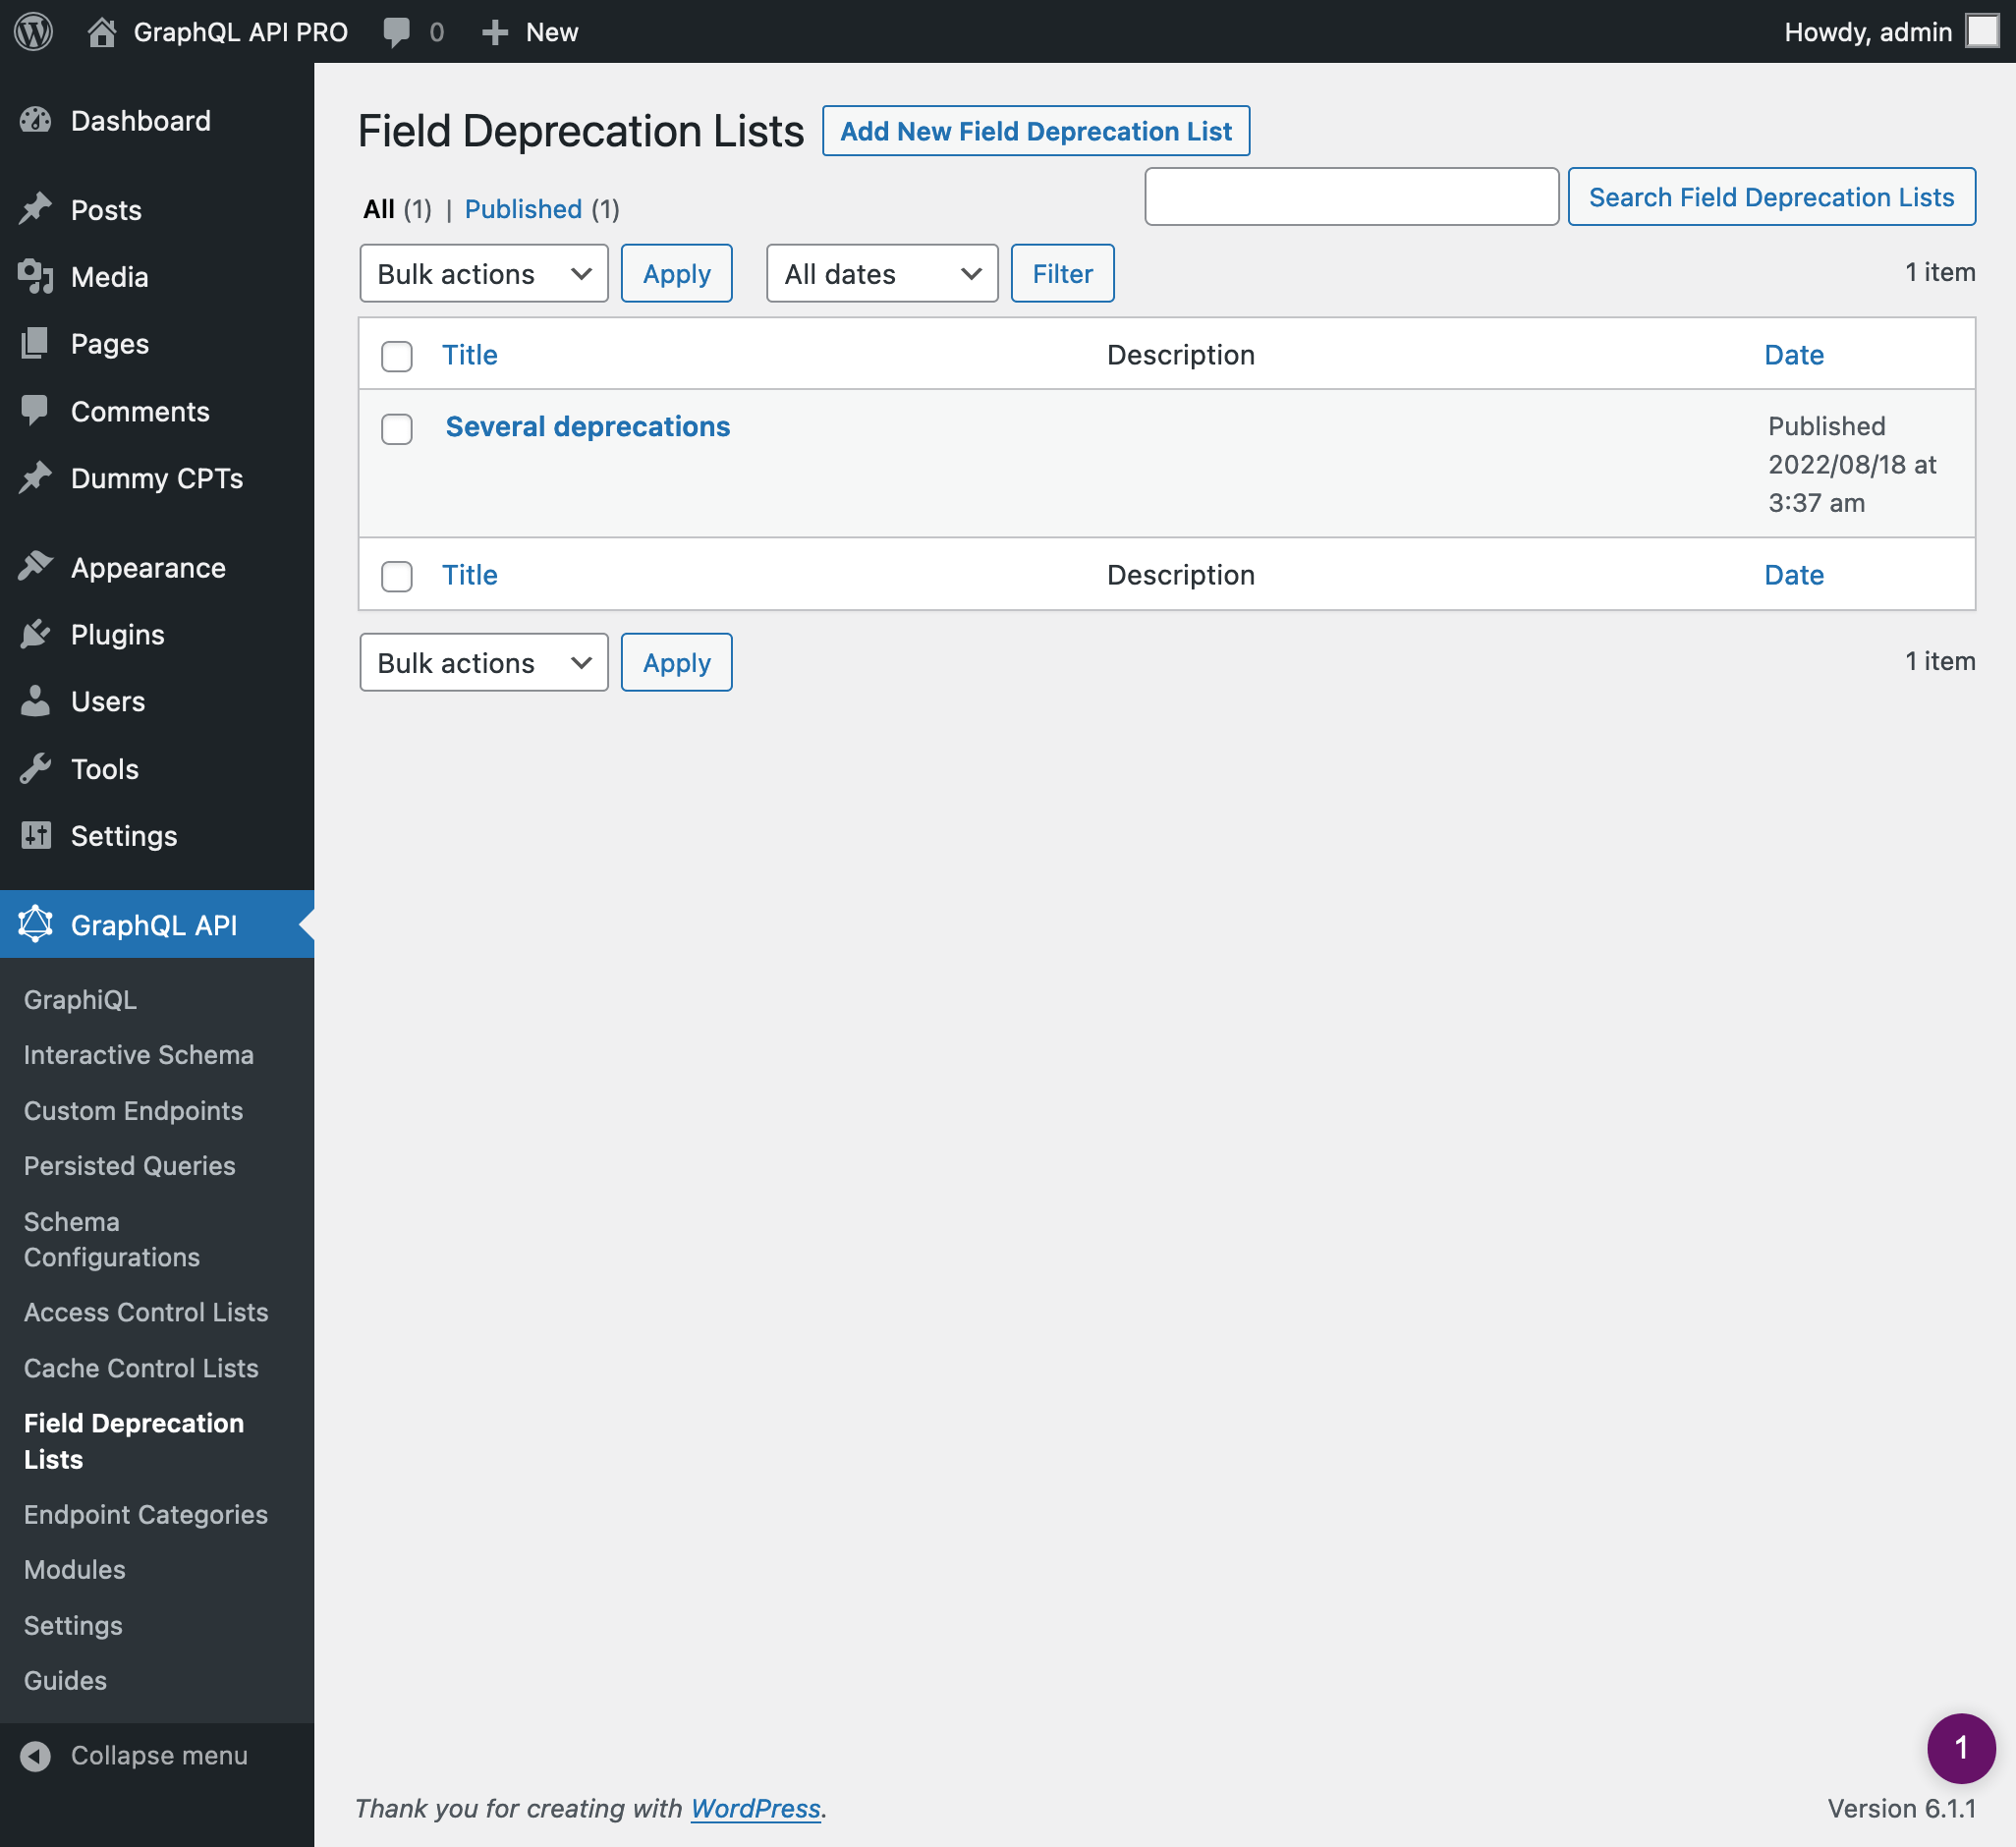 GraphQL API PRO 0 New Howdy, admin
Dashboard
Posts
Media
Pages
Comments
Dummy CPTs
Appearance
Plugins
Users
Tools
Settings
GraphQL API
GraphiQL
Interactive Schema
Custom Endpoints
Persisted Queries
Schema
Configurations
Access Control Lists
Cache Control Lists
Field Deprecation
Lists
Endpoint Categories
Modules
Settings
Guides
Collapse menu
Field Deprecation Lists Add New Field Deprecation List
All (1) | Published (1) Search Field Deprecation Lists
Bulk actions Apply All dates Filter 1 item
Title Description Date
Several deprecations Published
2022/08/18 at
3:37 am
Title Description Date
Bulk actions Apply 1 item
1
Thank you for creating with WordPress. Version 6.1.1